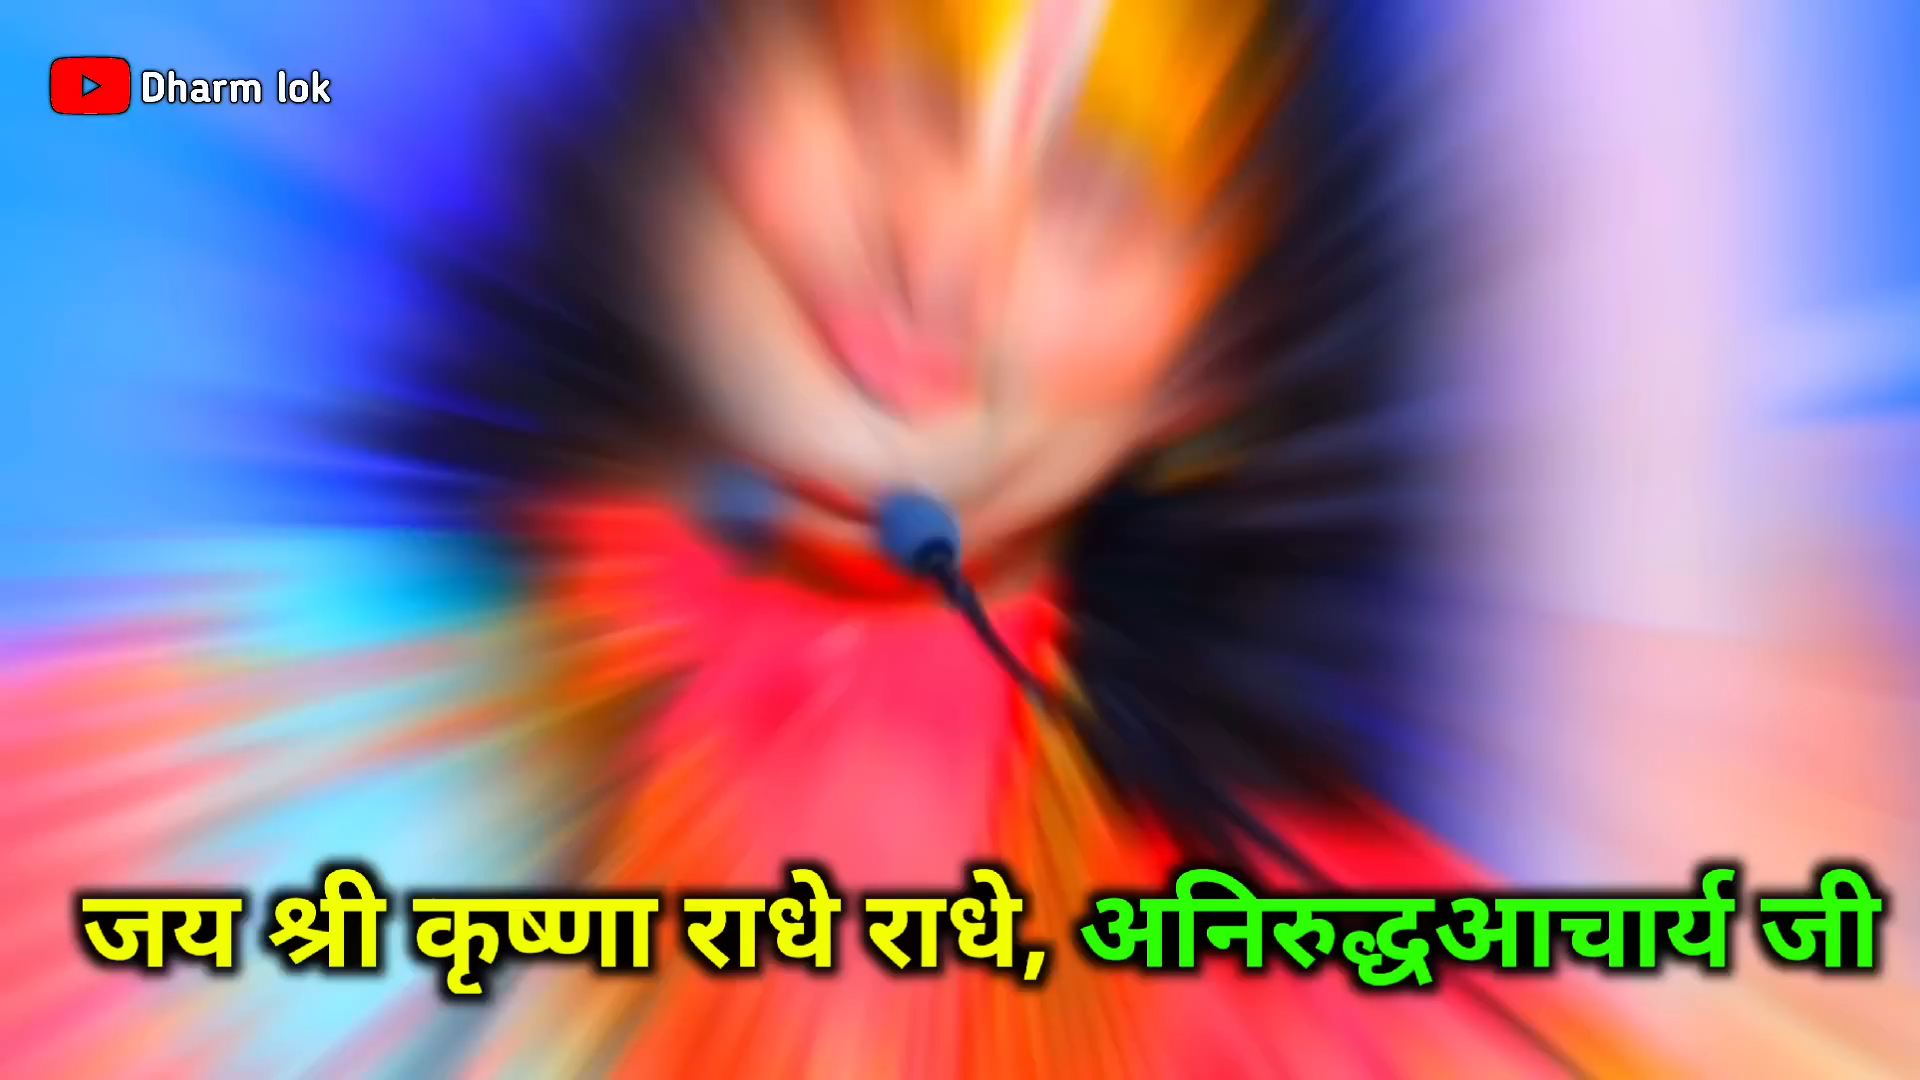 Dharm lok
जय श्री कृष्णा राधे राधे, अनिरुद्धआचार्य जी